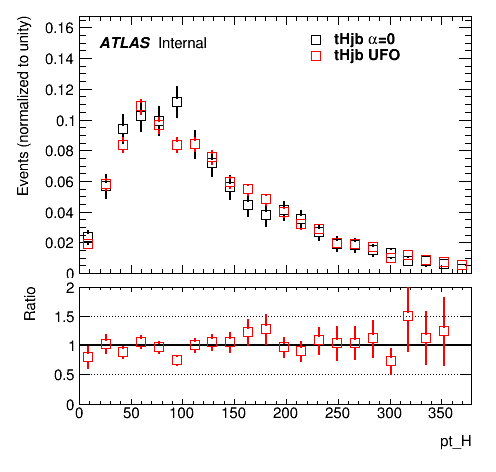 Events (normalized to unity)
0.16
0.14
0.12
0.1
0.08
0.06
0.04
0.02
0
ATLAS Internal
tHjb α=0
tHjb UFO
Ratio
2
1.5
1
0.5
0
0 50 100 150 200 250 300 350
pt_H